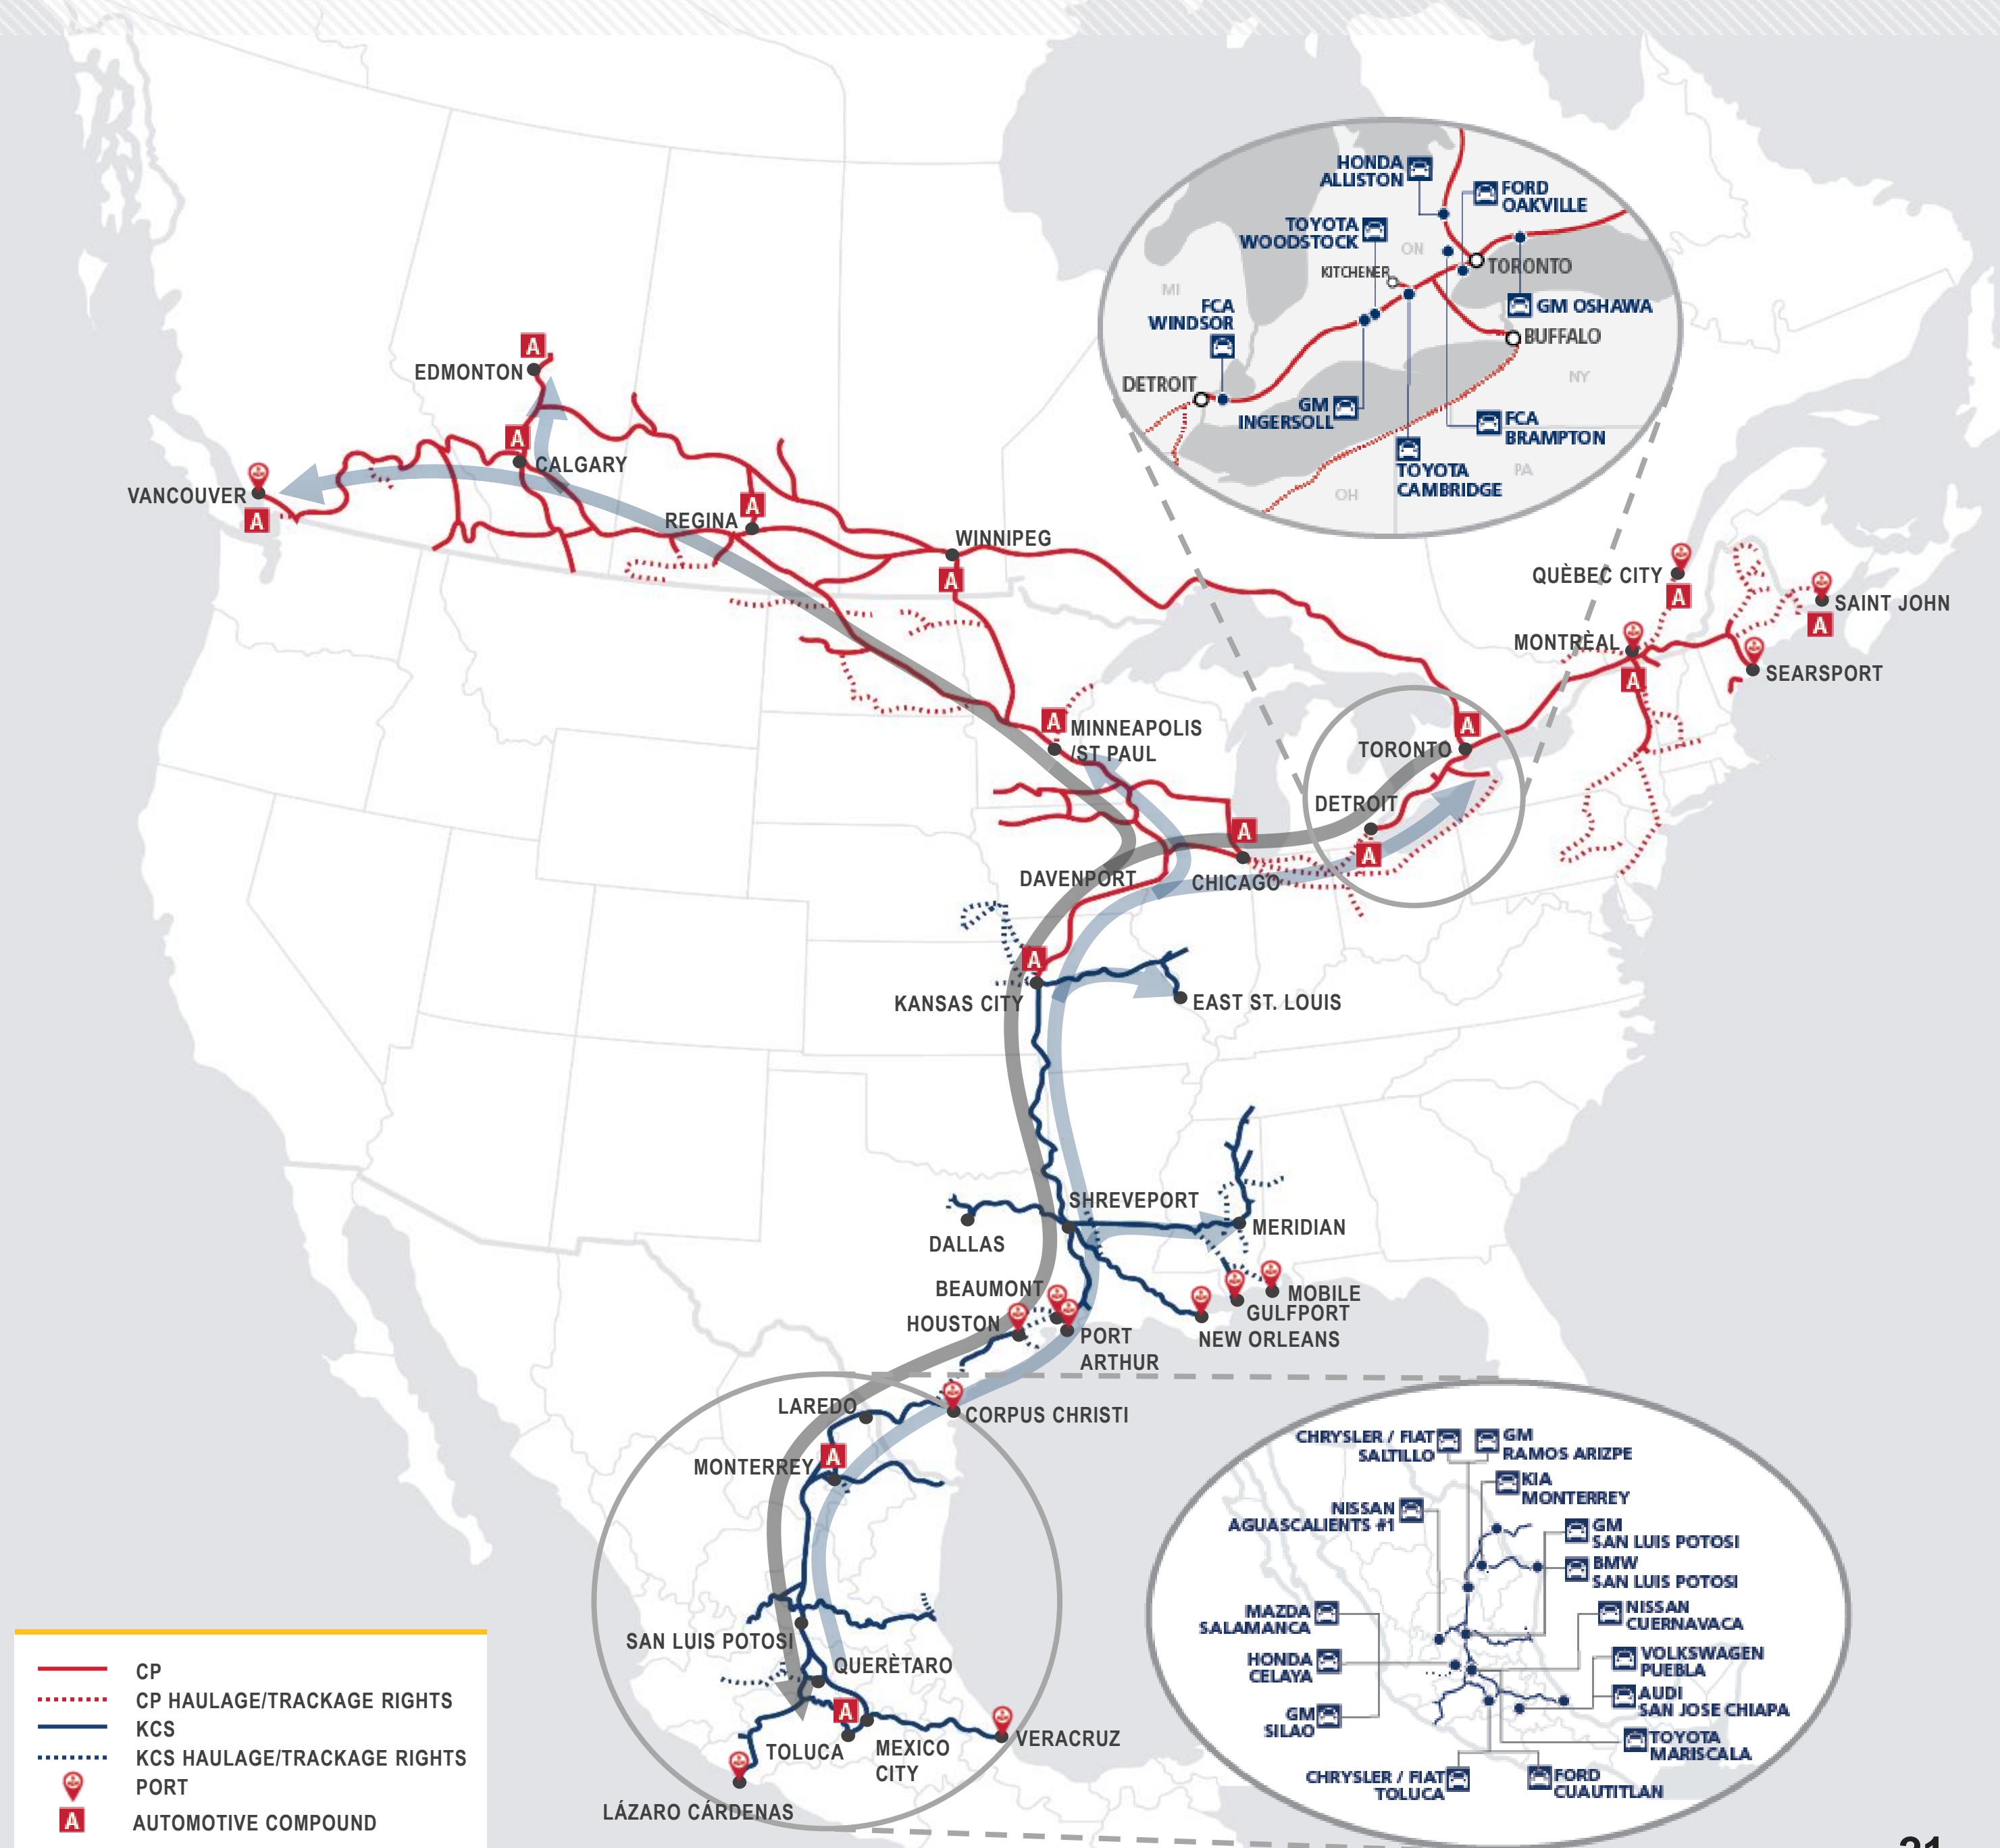 HONDA
ALLISTON
FORD
OAKVILLE
TOYOTA
WOODSTOCK
ON
KITCHENER
TORONTO
MI
FCA
WINDSOR
GM OSHAWA
BUFFALO
NY
DETROIT
GM
INGERSOLL
FCA
BRAMPTON
TOYOTA
CAMBRIDGE
PA
OH
A
EDMONTON
A
CALGARY
VANCOUVER
A
A
REGINA
WINNIPEG
A
QUÈBEC CITY
A
SAINT JOHN
A
MONTRÈAL
A
SEARSPORT
A
MINNEAPOLIS
/ST PAUL
A
TORONTO
DETROIT
A
A
DAVENPORT
CHICAGO
A
KANSAS CITY
EAST ST. LOUIS
SHREVEPORT
MERIDIAN
DALLAS
BEAUMONT
HOUSTON
MOBILE
GULFPORT
NEW ORLEANS
PORT
ARTHUR
LAREDO
CORPUS CHRISTI
A
MONTERREY
SAN LUIS POTOSI
QUERÈTARO
A
TOLUCA
MEXICO
CITY
VERACRUZ
LÁZARO CÁRDENAS
CHRYSLER / FIAT
SALTILLO
GM
RAMOS ARIZPE
KIA
MONTERREY
NISSAN
AGUASCALIENTS #1
GM
SAN LUIS POTOSI
BMW
SAN LUIS POTOSI
MAZDA
SALAMANCA
NISSAN
CUERNAVACA
HONDA
CELAYA
VOLKSWAGEN
PUEBLA
AUDI
SAN JOSE CHIAPA
GM
SILAO
TOYOTA
MARISCALA
CHRYSLER / FIAT
TOLUCA
FORD
CUAUTITLAN
CP
CP HAULAGE/TRACKAGE RIGHTS
KCS
KCS HAULAGE/TRACKAGE RIGHTS
PORT
A AUTOMOTIVE COMPOUND
21